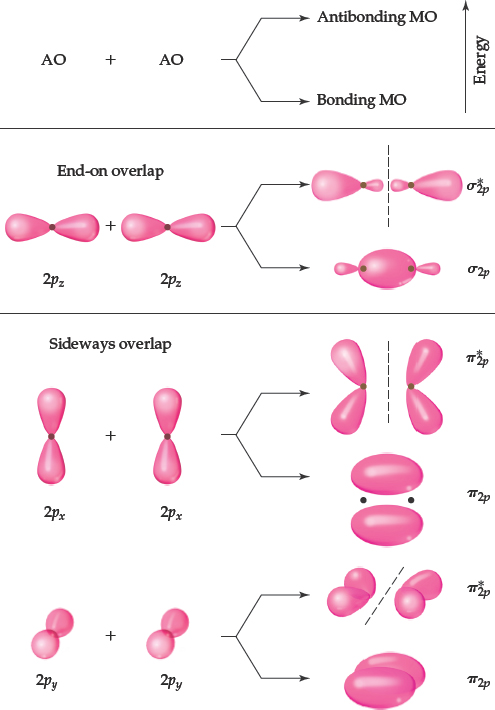 Antibonding MO
AO + AO
Bonding MO
Energy
End-on overlap
σ*2p
+
2pz 2pz
σ2p
Sideways overlap
π*2p
+
2px 2px
π2p
π*2p
+
2py 2py
π2p